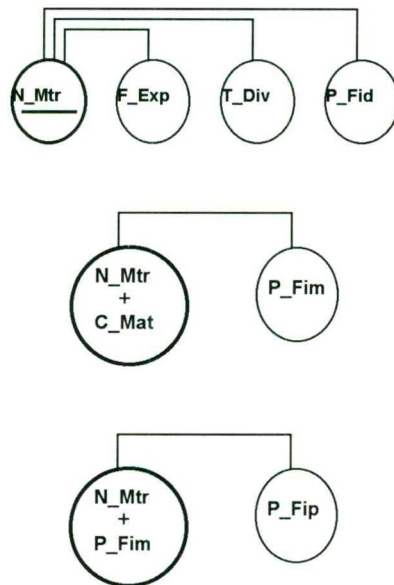 N_Mtr F_Exp T_Div P_Fid
N_Mtr
+
C_Mat
P_Fim
N_Mtr
+
P_Fim
P_Fip